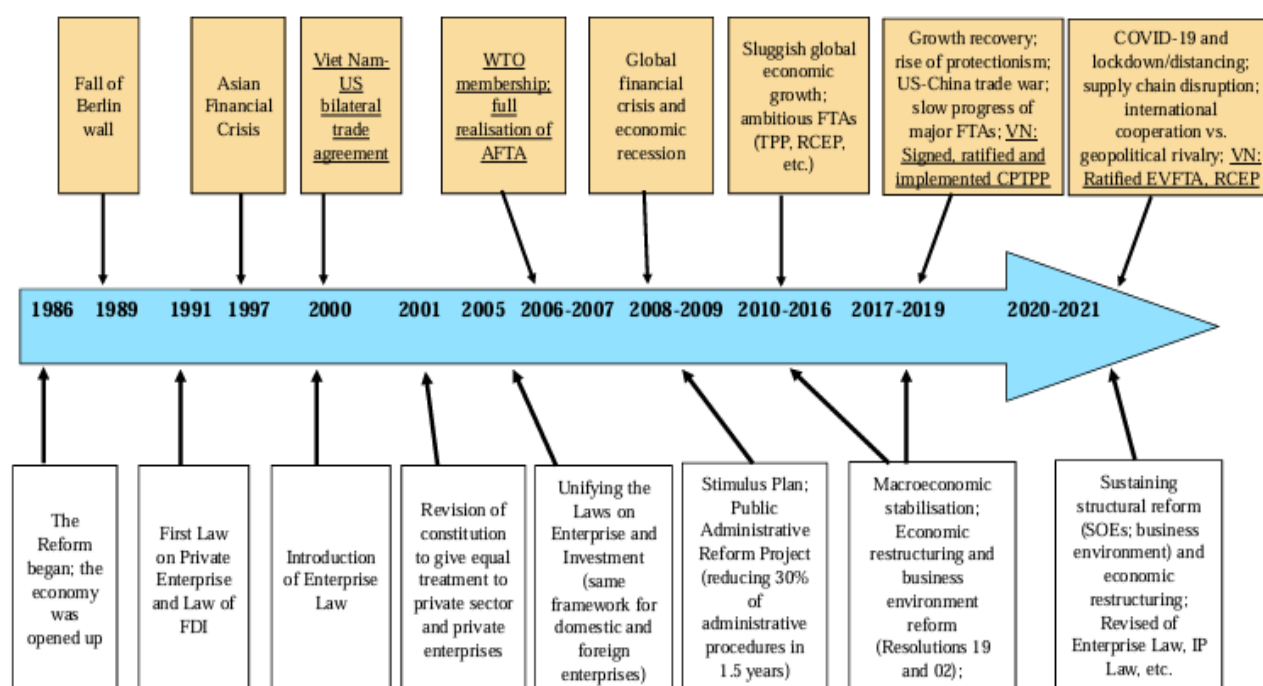 Fall of
Berlin
wall
Asian
Financial
Crisis
Viet Nam-
US
bilateral
trade
agreement
WTO
membership;
full
realisation of
AFTA
Global
financial
crisis and
economic
recession
Sluggish global
economic
growth;
ambitious FTAs
(TPP, RCEP,
etc.)
Growth recovery;
rise of protectionism;
US-China trade war;
slow progress of
major FTAs; VN:
Signed, ratified and
implemented CPTPP
COVID-19 and
lockdown/distancing;
supply chain disruption;
international
cooperation vs.
geopolitical rivalry; VN:
Ratified EVFTA, RCEP
1986 1989 1991 1997 2000 2001 2005 2006-2007 2008-2009 2010-2016 2017-2019 2020-2021
The
Reform
began; the
economy
was
opened up
First Law
on Private
Enterprise
and Law of
FDI
Introduction
of Enterprise
Law
Revision of
constitution
to give equal
treatment to
private sector
and private
enterprises
Unifying the
Laws on
Enterprise and
Investment
(same
framework for
domestic and
foreign
enterprises)
Stimulus Plan;
Public
Administrative
Reform Project
(reducing 30%
of
administrative
procedures in
1.5 years)
Macroeconomic
stabilisation;
Economic
restructuring and
business
environment
reform
(Resolutions 19
and 02);
Sustaining
structural reform
(SOEs; business
environment) and
economic
restructuring;
Revised of
Enterprise Law, IP
Law, etc.